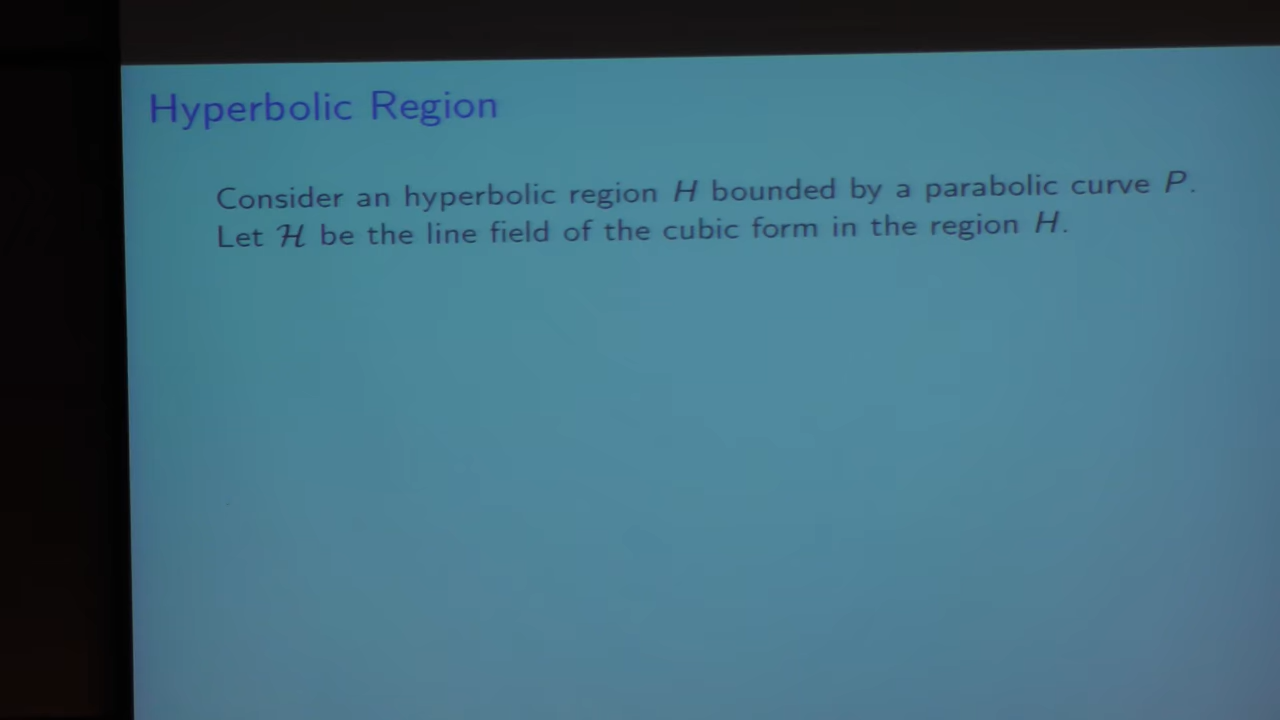 Hyperbolic Region
Consider an hyperbolic region H bounded by a parabolic curve P.
Let ℋ be the line field of the cubic form in the region H.